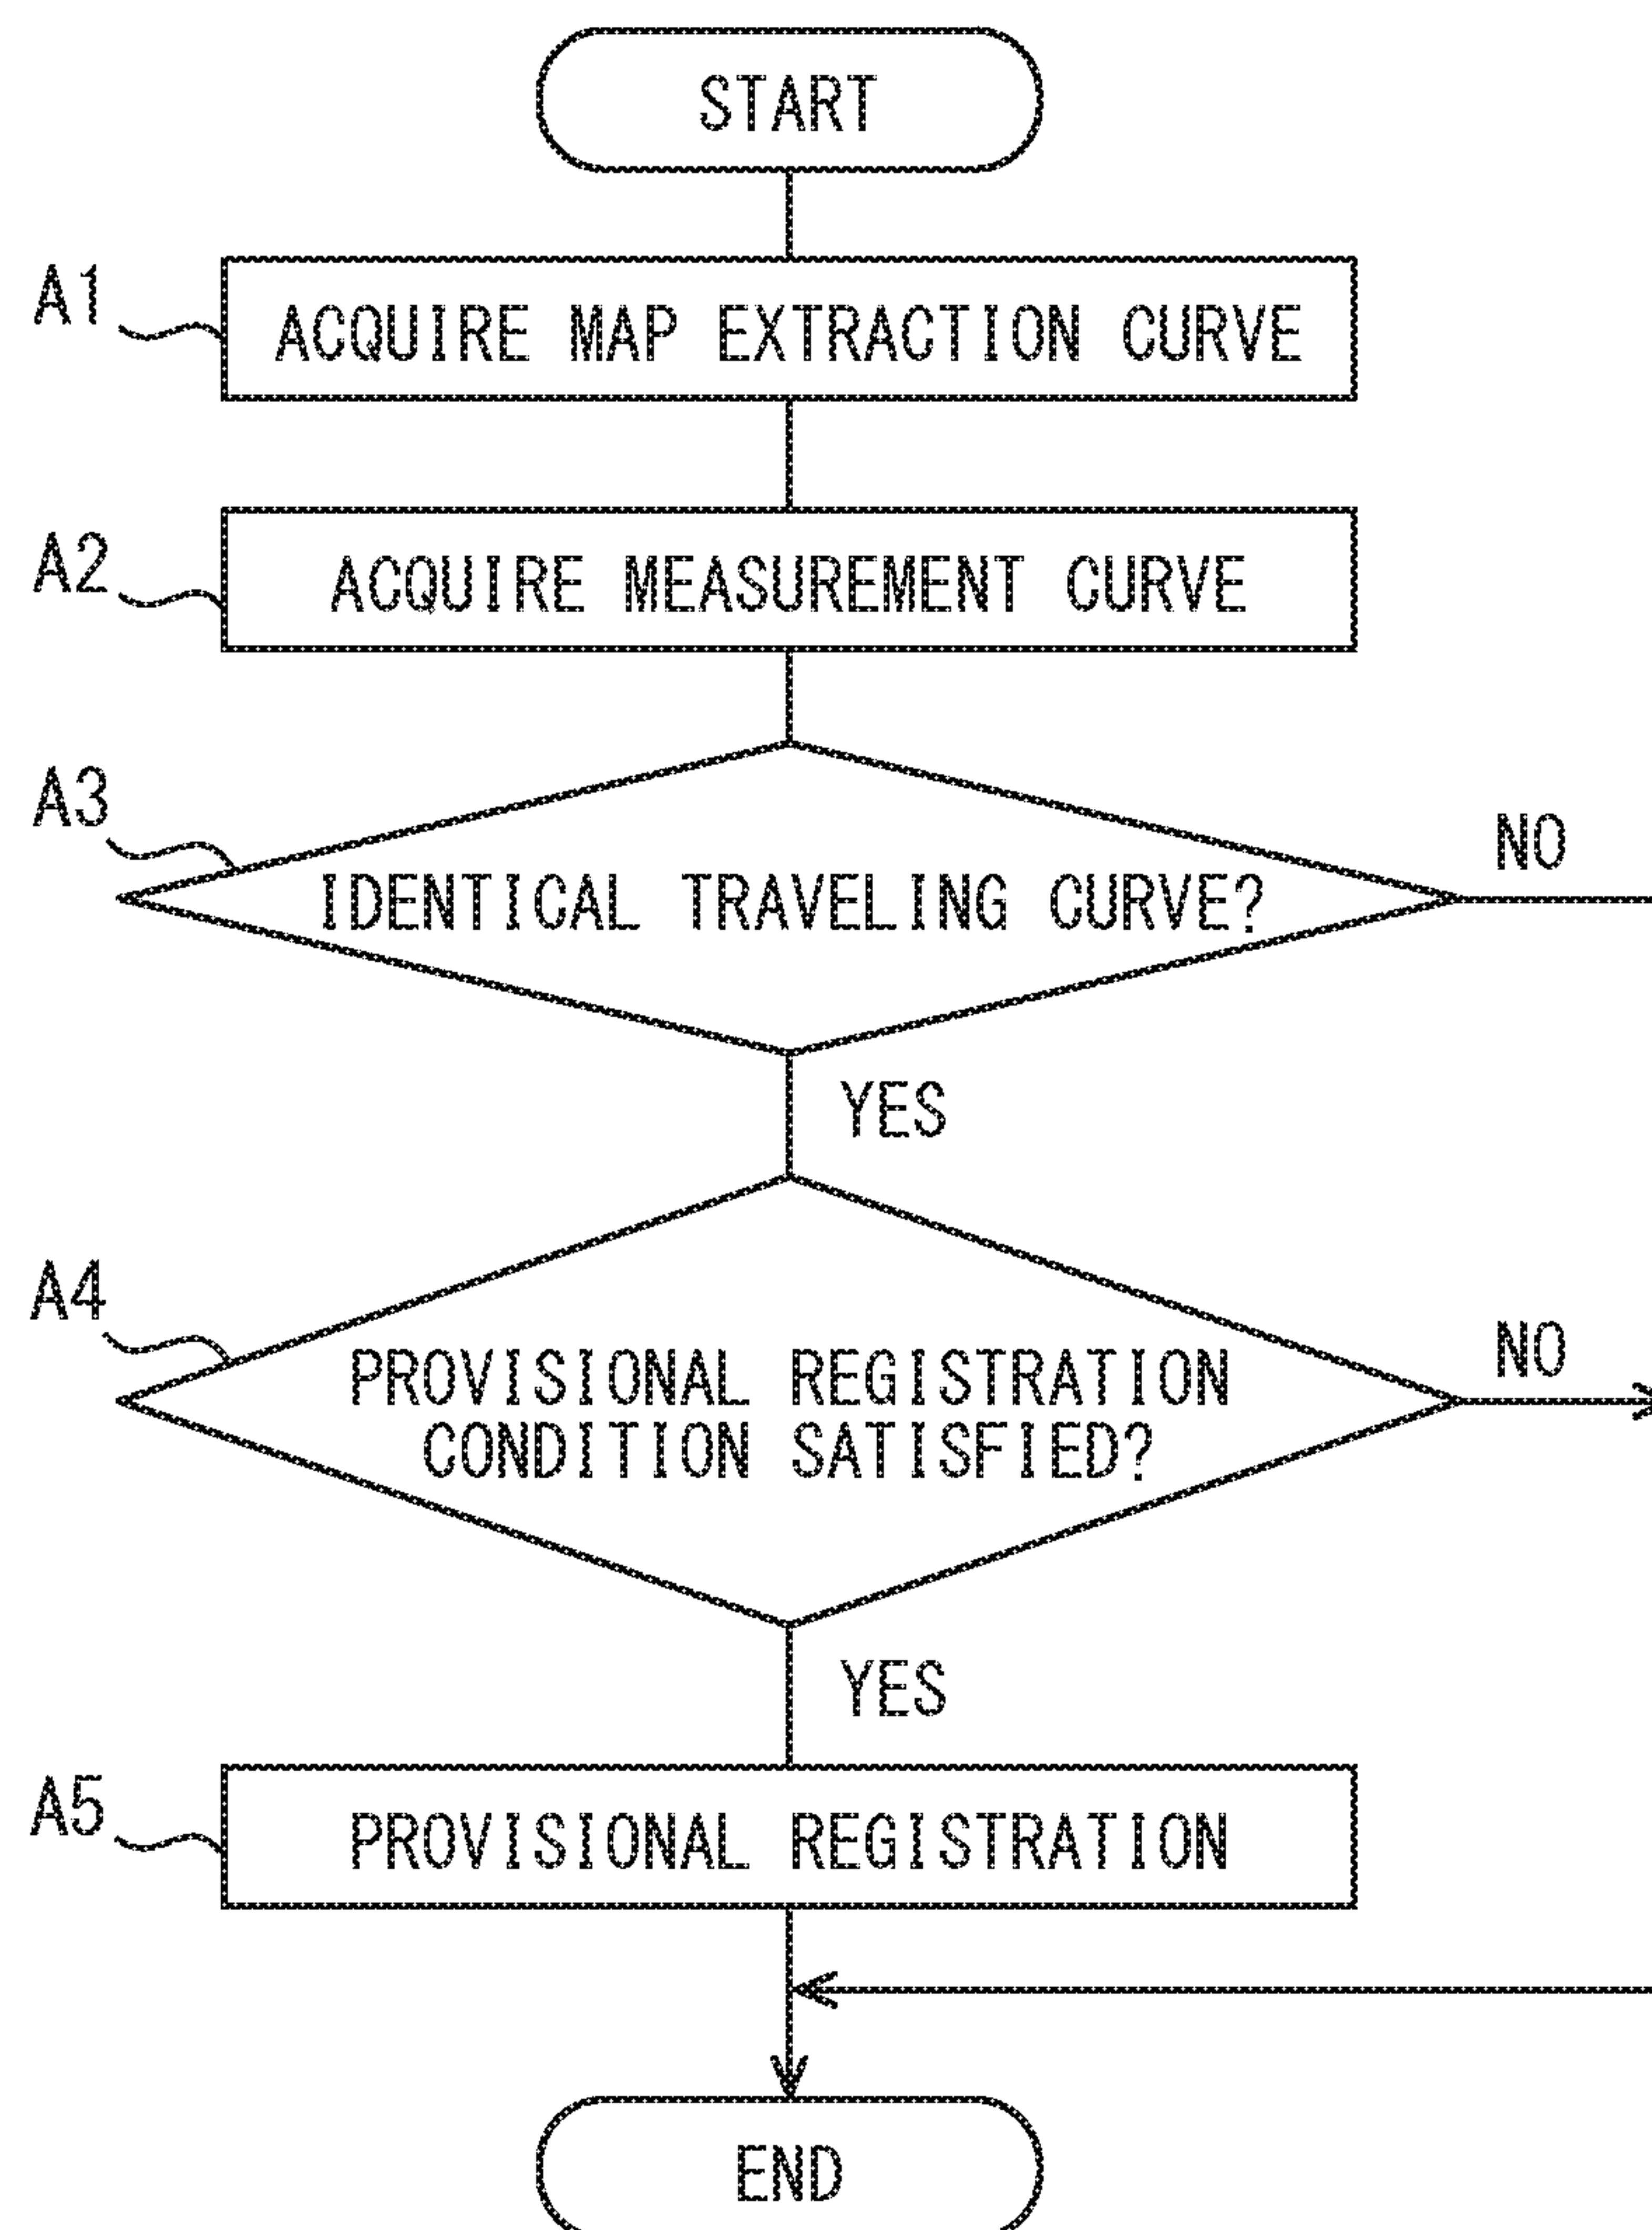 START
A1
ACQUIRE MAP EXTRACTION CURVE
A2
ACQUIRE MEASUREMENT CURVE
A3
IDENTICAL TRAVELING CURVE?
NO
YES
A4
PROVISIONAL REGISTRATION
CONDITION SATISFIED?
NO
YES
A5
PROVISIONAL REGISTRATION
END